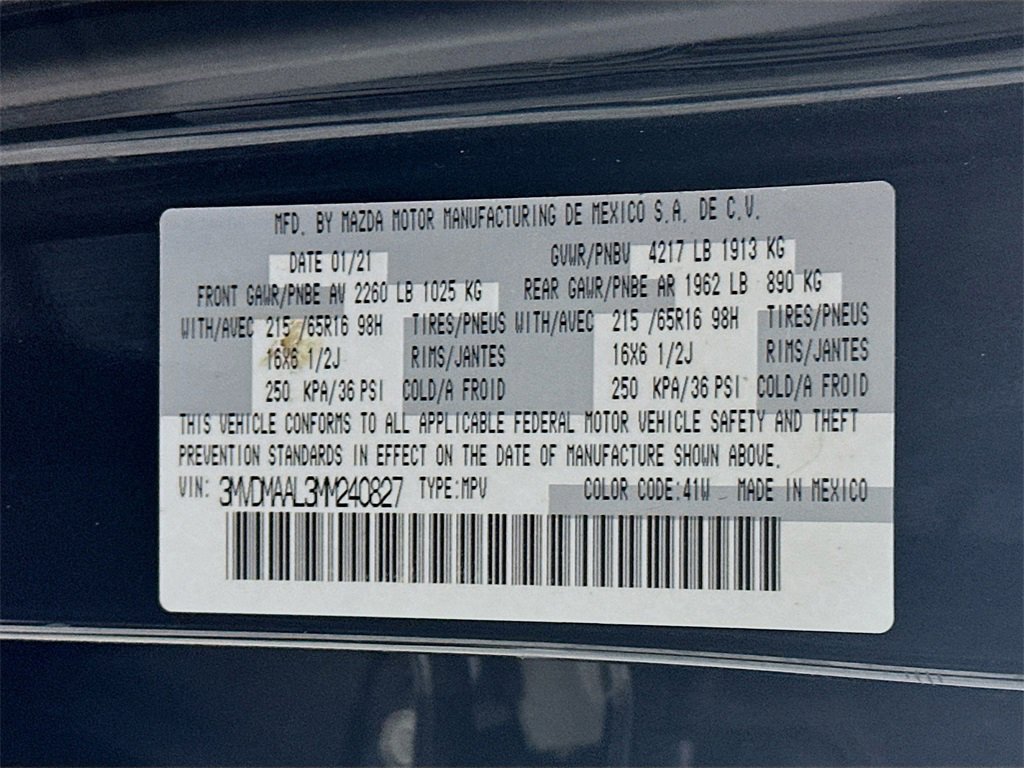 MFD. BY MAZDA MOTOR MANUFACTURING DE MEXICO S.A. DE C.V.
DATE 01/21 GVWR/PNBV 4217 LB 1913 KG
FRONT GAWR/PNBE AV 2260 LB 1025 KG REAR GAWR/PNBE AR 1962 LB 890 KG
WITH/AVEC 215 /65R16 98H TIRES/PNEUS WITH/AVEC 215 /65R16 98H TIRES/PNEUS
16X6 1/2J RIMS/JANTES 16X6 1/2J RIMS/JANTES
250 KPA/36 PSI COLD/A FROID 250 KPA/36 PSI COLD/A FROID
THIS VEHICLE CONFORMS TO ALL APPLICABLE FEDERAL MOTOR VEHICLE SAFETY AND THEFT
PREVENTION STANDARDS IN EFFECT ON THE DATE OF MANUFACTURE SHOWN ABOVE.
VIN: 3MVDMAAL3MM240827 TYPE:MPV COLOR CODE:41W MADE IN MEXICO